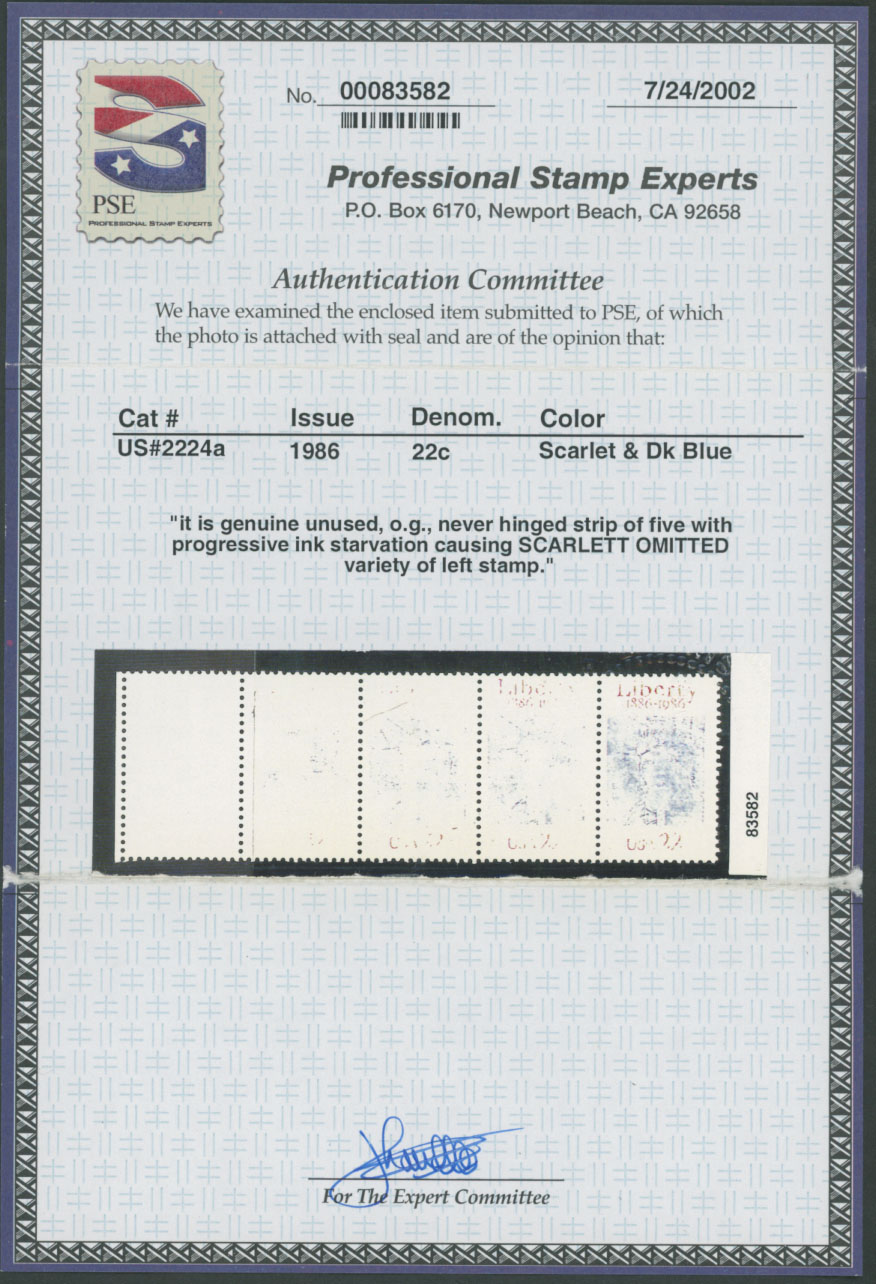 No. 00083582
7/24/2002
PSE
PROFESSIONAL STAMP EXPERTS
Professional Stamp Experts
P.O. Box 6170, Newport Beach, CA 92658
Authentication Committee
We have examined the enclosed item submitted to PSE, of which
the photo is attached with seal and are of the opinion that:
Cat # Issue Denom. Color
US#2224a 1986 22c Scarlet & Dk Blue
"it is genuine unused, o.g., never hinged strip of five with
progressive ink starvation causing SCARLETT OMITTED
variety of left stamp."
Liberty
1886-1986
83582
For The Expert Committee